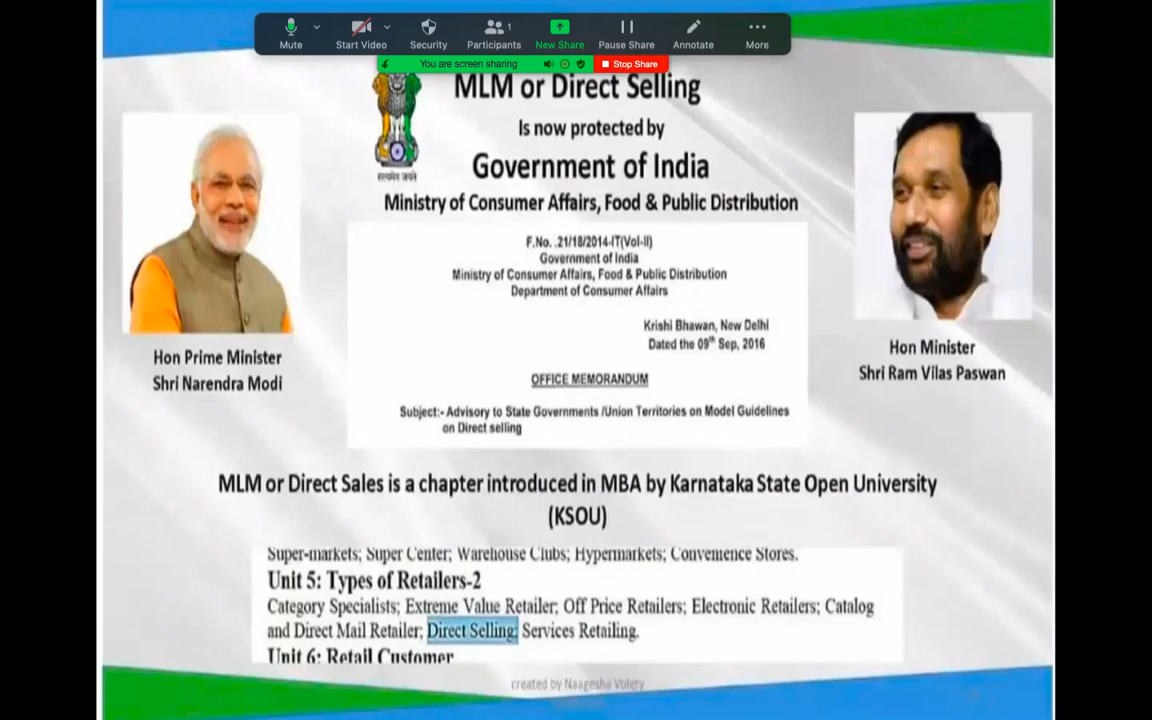 1
Mute
Start Video
Security
Participants
New Share
Pause Share
Annotate
More
You are screen sharing
Stop Share
MLM or Direct Selling
Is now protected by
Government of India
सत्यमेव जयते
Ministry of Consumer Affairs, Food & Public Distribution
F.No. .21/18/2014-IT(Vol-II)
Government of India
Ministry of Consumer Affairs, Food & Public Distribution
Department of Consumer Affairs
Krishi Bhawan, New Delhi
Dated the 09th Sep, 2016
OFFICE MEMORANDUM
Subject:- Advisory to State Governments /Union Territories on Model Guidelines
on Direct selling
Hon Prime Minister
Shri Narendra Modi
Hon Minister
Shri Ram Vilas Paswan
MLM or Direct Sales is a chapter introduced in MBA by Karnataka State Open University
(KSOU)
Super-markets; Super Center; Warehouse Clubs; Hypermarkets; Convenience Stores.
Unit 5: Types of Retailers-2
Category Specialists; Extreme Value Retailer; Off Price Retailers; Electronic Retailers; Catalog
and Direct Mail Retailer; Direct Selling; Services Retailing.
Unit 6: Retail Customer
created by Naagesha Volety